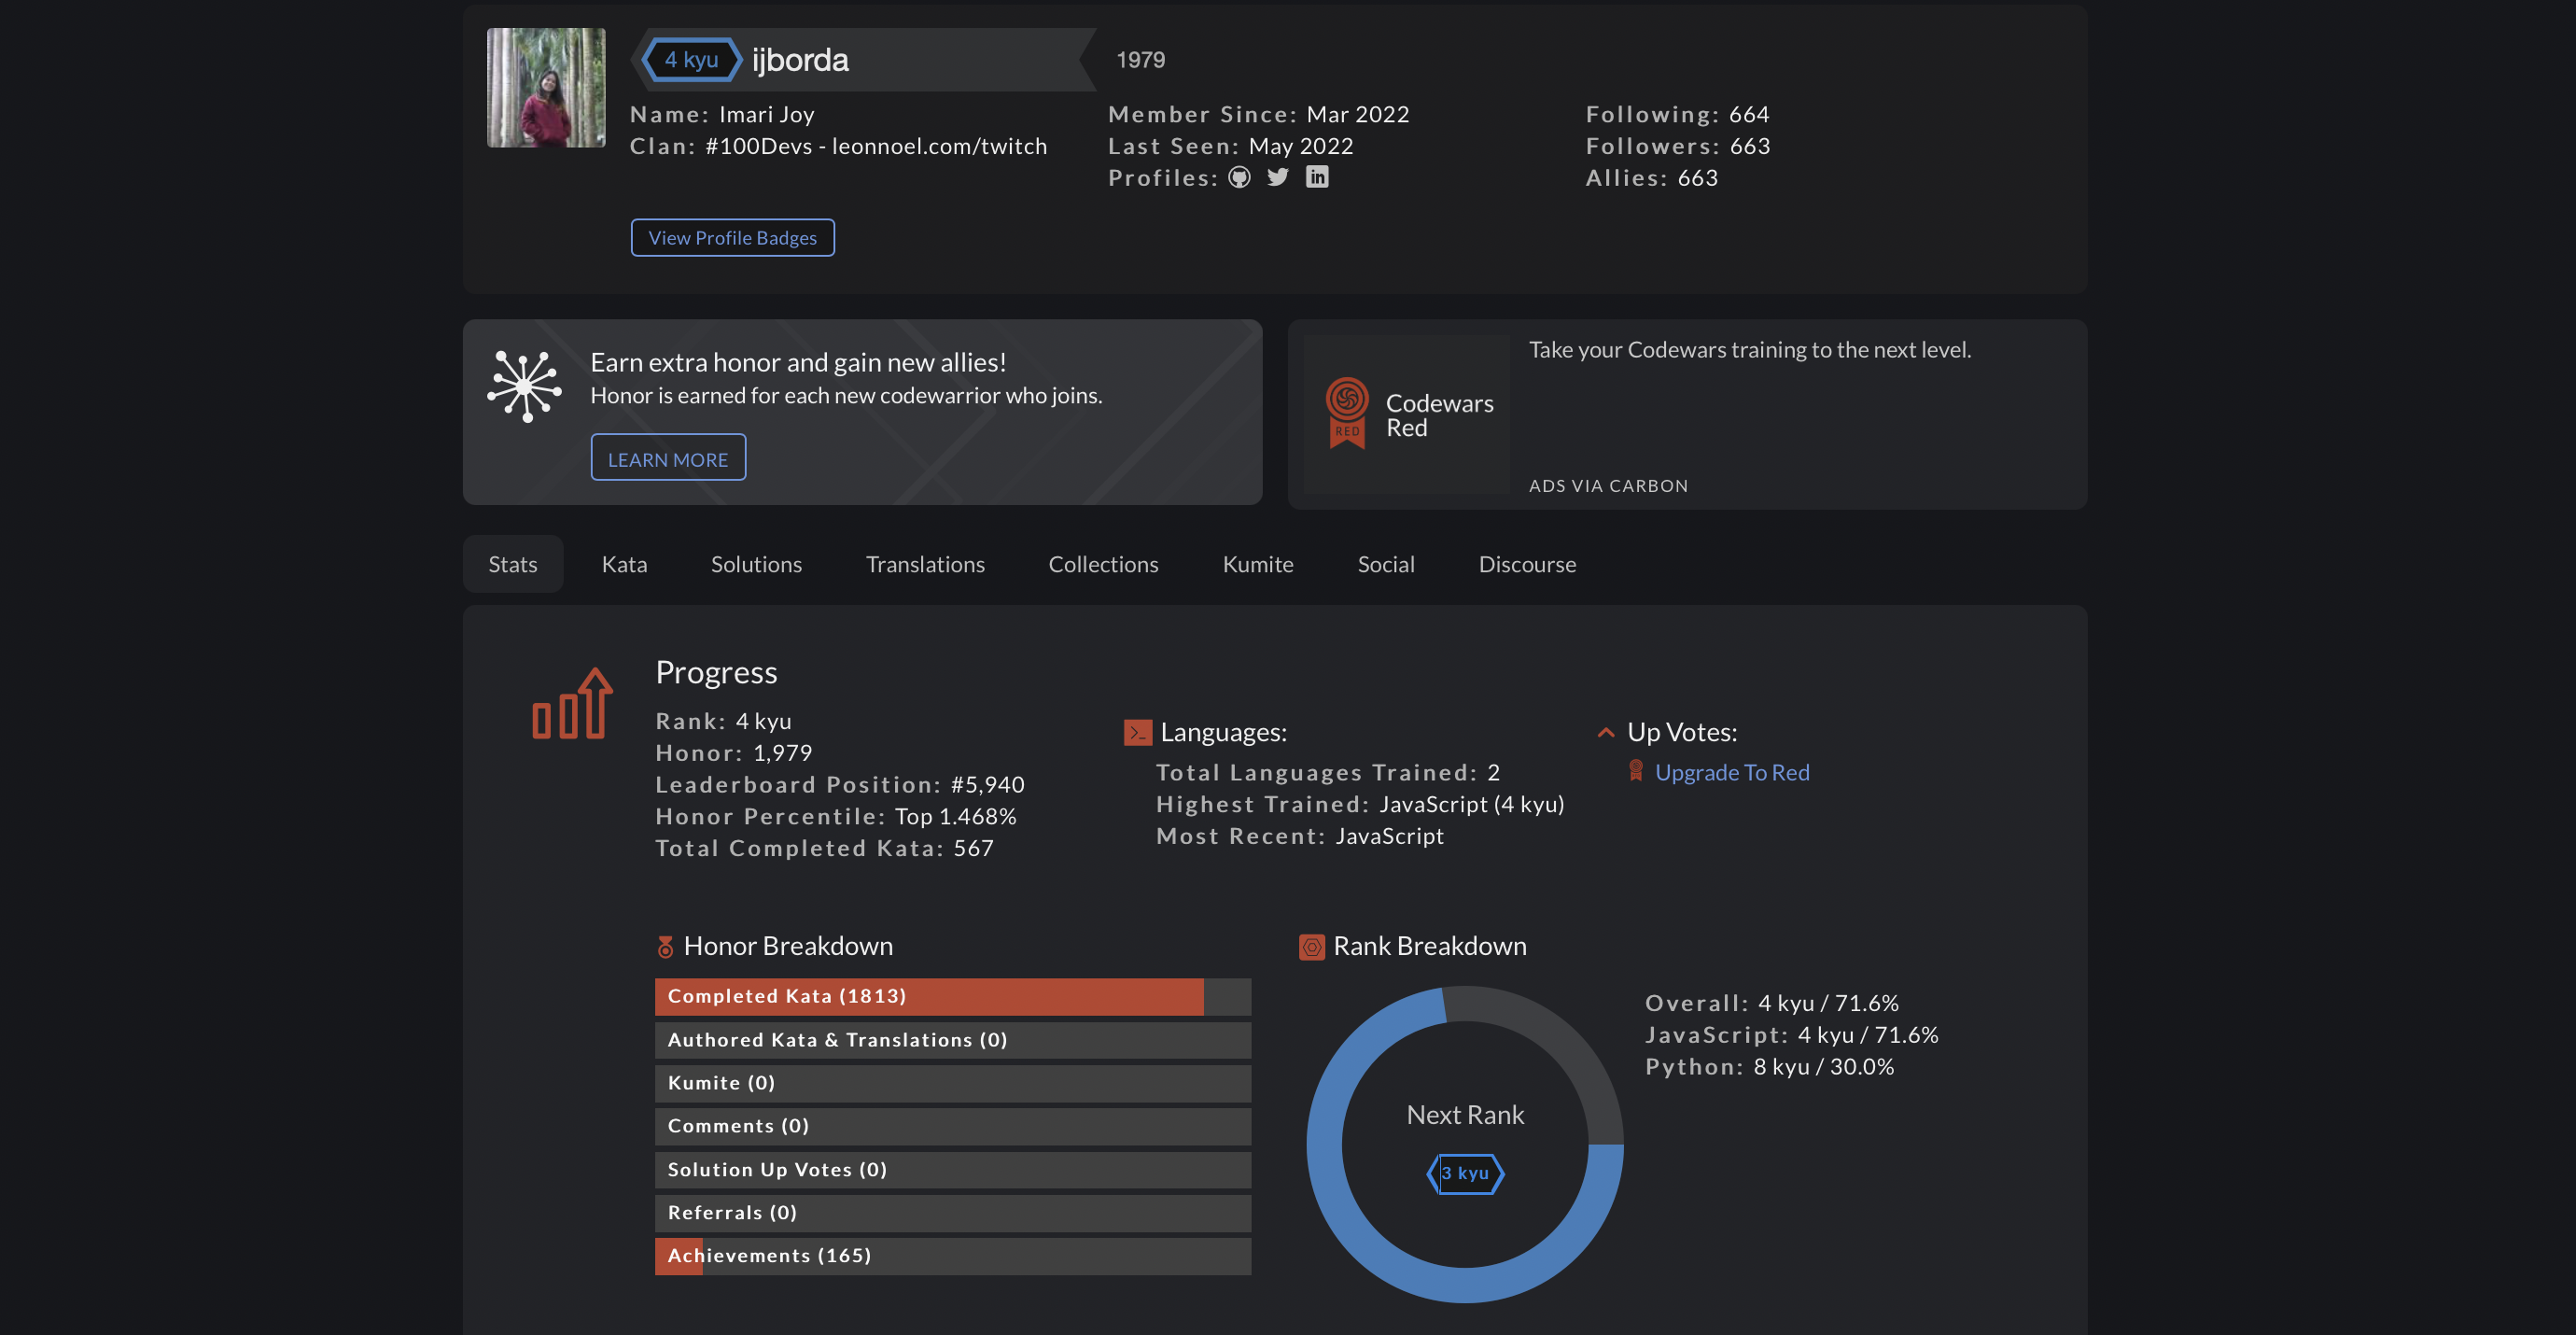 4 kyu ijborda 1979
Name: Imari Joy
Clan: #100Devs - leonnoel.com/twitch
Member Since: Mar 2022
Last Seen: May 2022
Profiles:
Following: 664
Followers: 663
Allies: 663
View Profile Badges
Earn extra honor and gain new allies!
Honor is earned for each new codewarrior who joins.
LEARN MORE
RED
Codewars
Red
Take your Codewars training to the next level.
ADS VIA CARBON
Stats Kata Solutions Translations Collections Kumite Social Discourse
Progress
Rank: 4 kyu
Honor: 1,979
Leaderboard Position: #5,940
Honor Percentile: Top 1.468%
Total Completed Kata: 567
Languages:
Total Languages Trained: 2
Highest Trained: JavaScript (4 kyu)
Most Recent: JavaScript
Up Votes:
Upgrade To Red
Honor Breakdown
Completed Kata (1813)
Authored Kata & Translations (0)
Kumite (0)
Comments (0)
Solution Up Votes (0)
Referrals (0)
Achievements (165)
Rank Breakdown
Next Rank
3 kyu
Overall: 4 kyu / 71.6%
JavaScript: 4 kyu / 71.6%
Python: 8 kyu / 30.0%